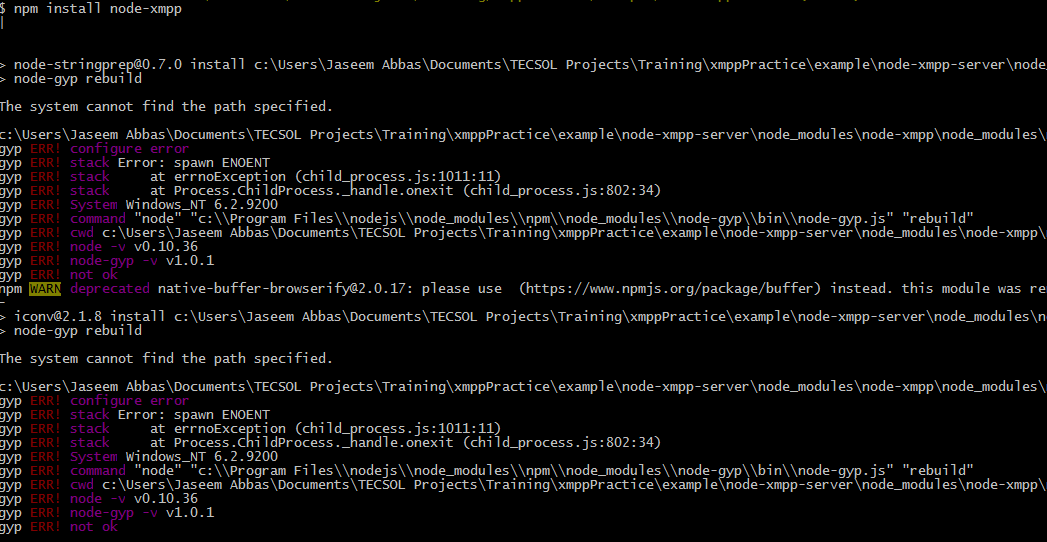 $ npm install node-xmpp
|
> node-stringprep@0.7.0 install c:\Users\Jaseem Abbas\Documents\TECSOL Projects\Training\xmppPractice\example\node-xmpp-server\node_
> node-gyp rebuild
The system cannot find the path specified.
c:\Users\Jaseem Abbas\Documents\TECSOL Projects\Training\xmppPractice\example\node-xmpp-server\node_modules\node-xmpp\node_modules\
gyp ERR! configure error
gyp ERR! stack Error: spawn ENOENT
gyp ERR! stack     at errnoException (child_process.js:1011:11)
gyp ERR! stack     at Process.ChildProcess._handle.onexit (child_process.js:802:34)
gyp ERR! System Windows_NT 6.2.9200
gyp ERR! command "node" "c:\\Program Files\\nodejs\\node_modules\\npm\\node_modules\\node-gyp\\bin\\node-gyp.js" "rebuild"
gyp ERR! cwd c:\Users\Jaseem Abbas\Documents\TECSOL Projects\Training\xmppPractice\example\node-xmpp-server\node_modules\node-xmpp\
gyp ERR! node -v v0.10.36
gyp ERR! node-gyp -v v1.0.1
gyp ERR! not ok
npm WARN deprecated native-buffer-browserify@2.0.17: please use  (https://www.npmjs.org/package/buffer) instead. this module was re
-
> iconv@2.1.8 install c:\Users\Jaseem Abbas\Documents\TECSOL Projects\Training\xmppPractice\example\node-xmpp-server\node_modules\n
> node-gyp rebuild
The system cannot find the path specified.
c:\Users\Jaseem Abbas\Documents\TECSOL Projects\Training\xmppPractice\example\node-xmpp-server\node_modules\node-xmpp\node_modules\
gyp ERR! configure error
gyp ERR! stack Error: spawn ENOENT
gyp ERR! stack     at errnoException (child_process.js:1011:11)
gyp ERR! stack     at Process.ChildProcess._handle.onexit (child_process.js:802:34)
gyp ERR! System Windows_NT 6.2.9200
gyp ERR! command "node" "c:\\Program Files\\nodejs\\node_modules\\npm\\node_modules\\node-gyp\\bin\\node-gyp.js" "rebuild"
gyp ERR! cwd c:\Users\Jaseem Abbas\Documents\TECSOL Projects\Training\xmppPractice\example\node-xmpp-server\node_modules\node-xmpp\
gyp ERR! node -v v0.10.36
gyp ERR! node-gyp -v v1.0.1
gyp ERR! not ok